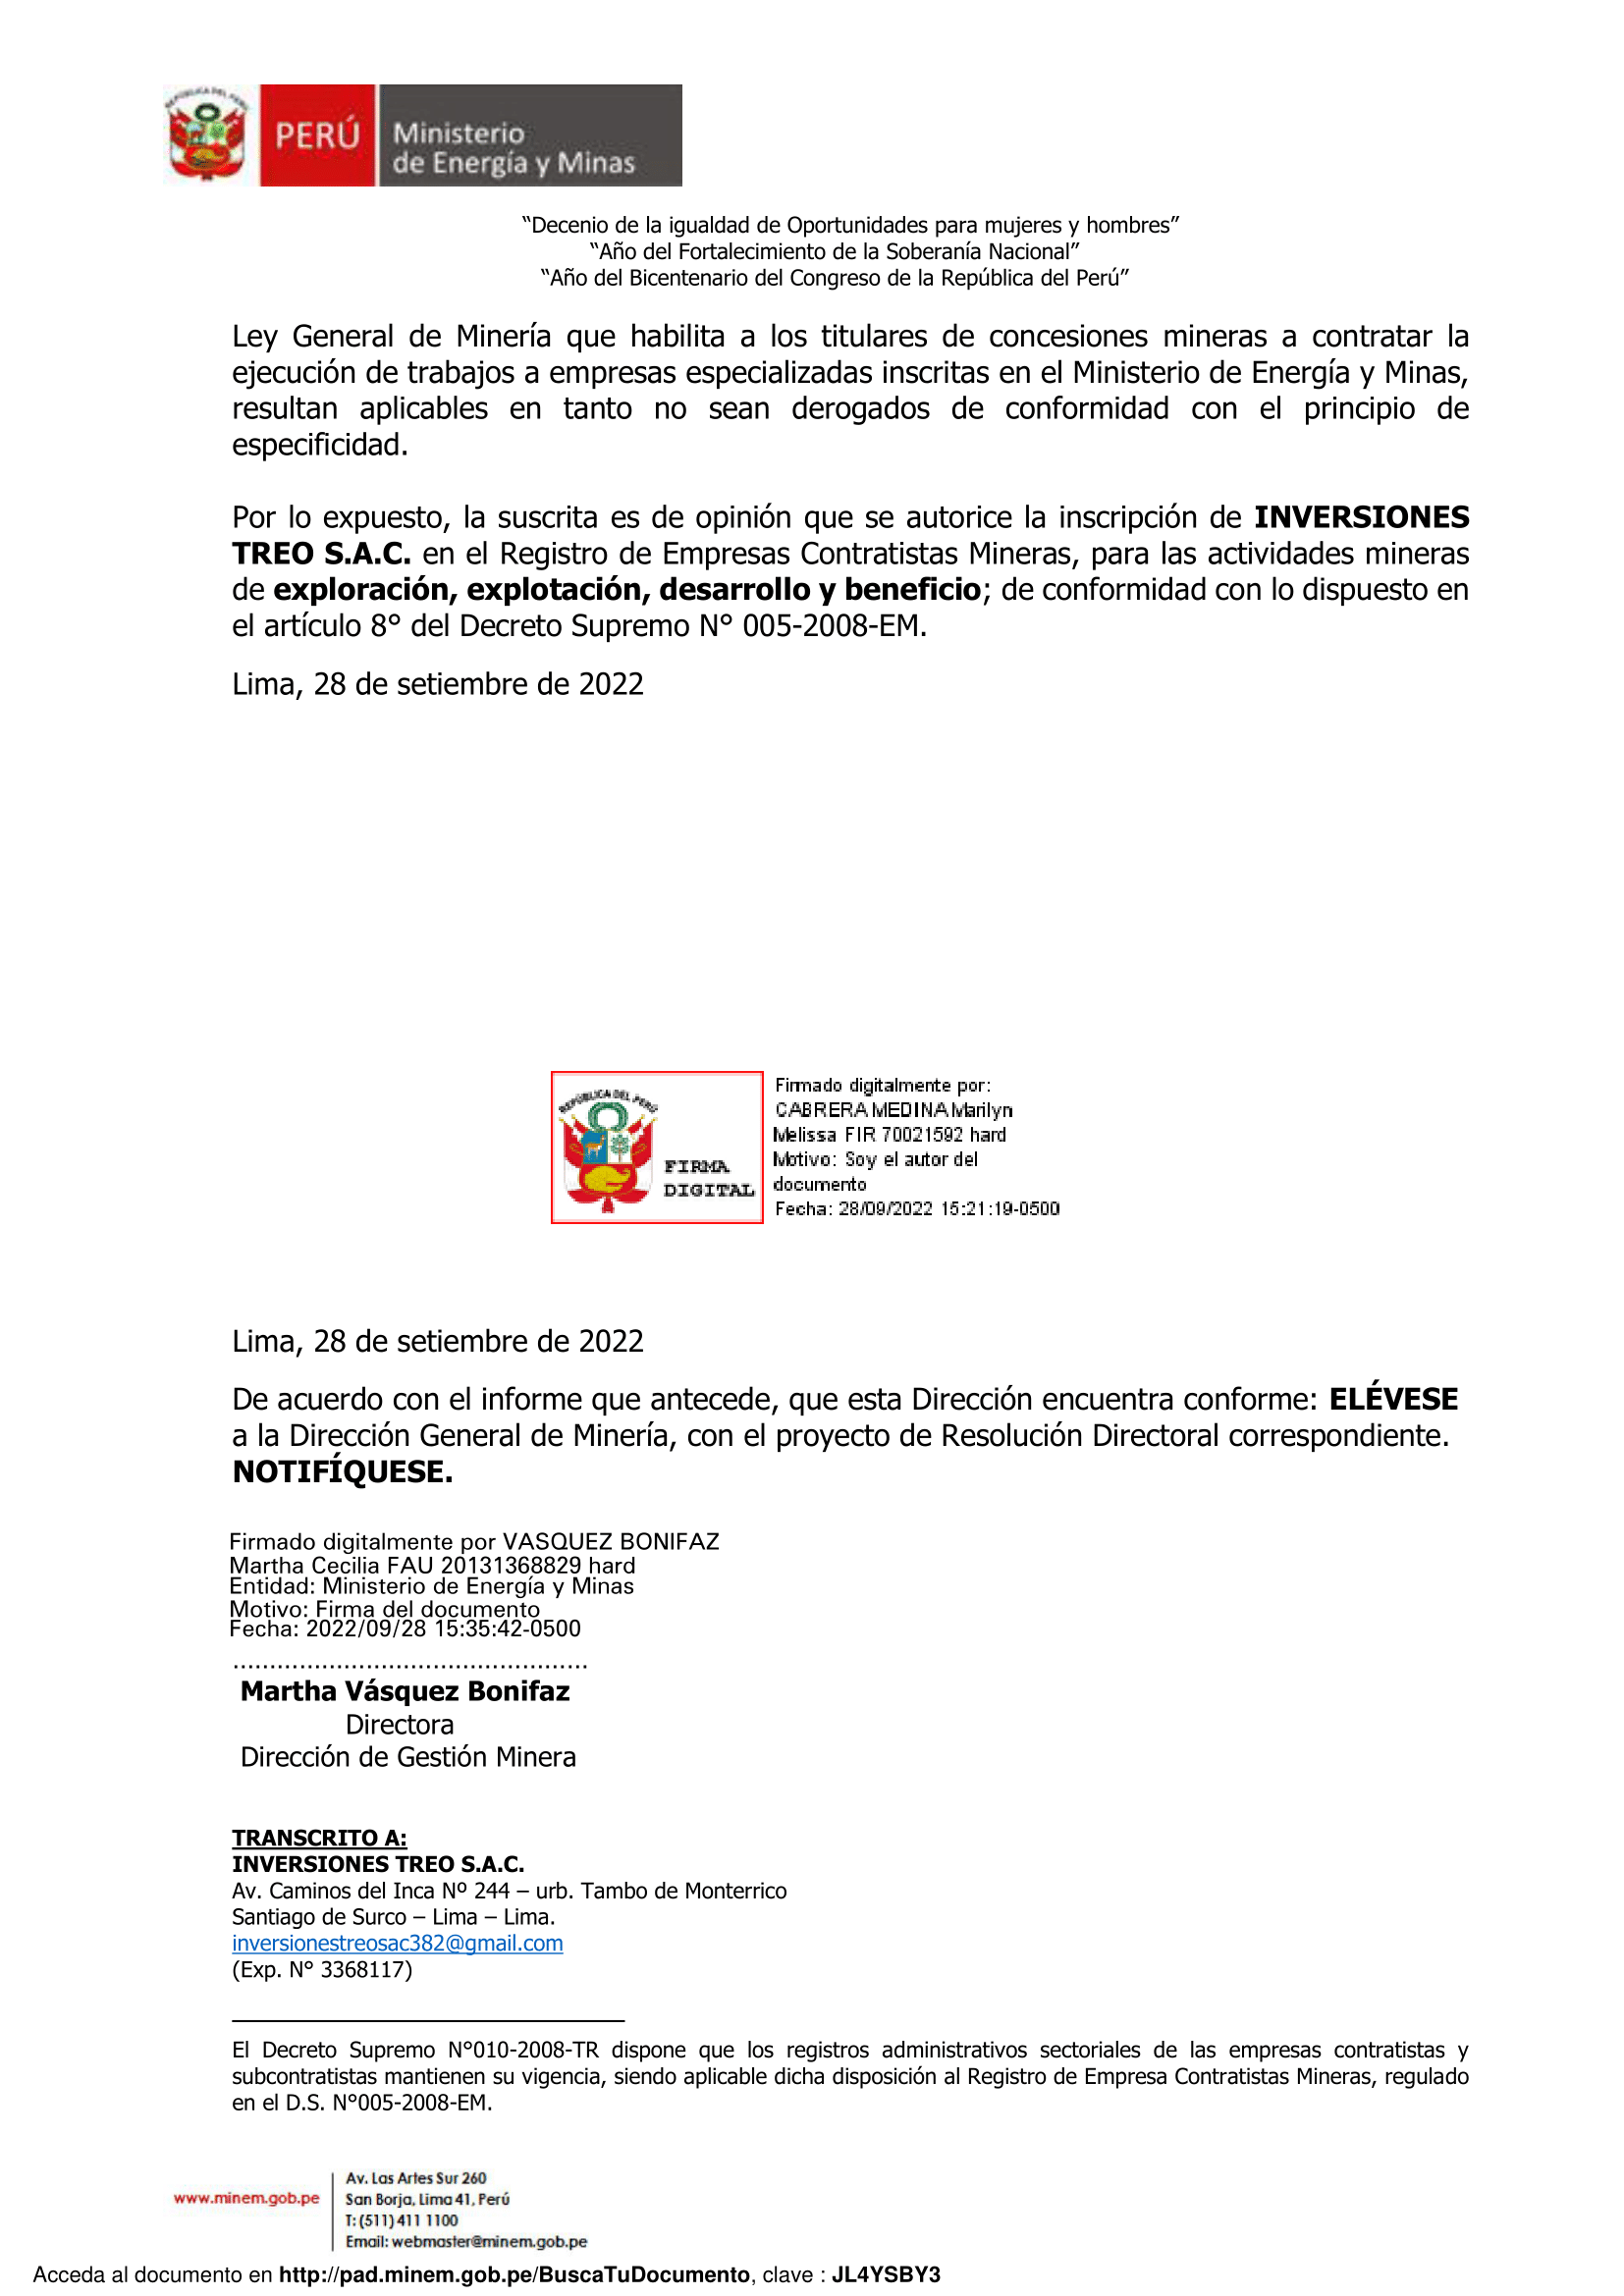 REPÚBLICA DEL PERÚ
PERÚ
Ministerio
de Energía y Minas
“Decenio de la igualdad de Oportunidades para mujeres y hombres”
“Año del Fortalecimiento de la Soberanía Nacional”
“Año del Bicentenario del Congreso de la República del Perú”
Ley General de Minería que habilita a los titulares de concesiones mineras a contratar la
ejecución de trabajos a empresas especializadas inscritas en el Ministerio de Energía y Minas,
resultan aplicables en tanto no sean derogados de conformidad con el principio de
especificidad.
Por lo expuesto, la suscrita es de opinión que se autorice la inscripción de INVERSIONES
TREO S.A.C. en el Registro de Empresas Contratistas Mineras, para las actividades mineras
de exploración, explotación, desarrollo y beneficio; de conformidad con lo dispuesto en
el artículo 8° del Decreto Supremo N° 005-2008-EM.
Lima, 28 de setiembre de 2022
REPÚBLICA DEL PERÚ
FIRMA
DIGITAL
Firmado digitalmente por:
CABRERA MEDINA Marilyn
Melissa FIR 70021592 hard
Motivo: Soy el autor del
documento
Fecha: 28/09/2022 15:21:19-0500
Lima, 28 de setiembre de 2022
De acuerdo con el informe que antecede, que esta Dirección encuentra conforme: ELÉVESE
a la Dirección General de Minería, con el proyecto de Resolución Directoral correspondiente.
NOTIFÍQUESE.
Firmado digitalmente por VASQUEZ BONIFAZ
Martha Cecilia FAU 20131368829 hard
Entidad: Ministerio de Energía y Minas
Motivo: Firma del documento
Fecha: 2022/09/28 15:35:42-0500
................................................
Martha Vásquez Bonifaz
Directora
Dirección de Gestión Minera
TRANSCRITO A:
INVERSIONES TREO S.A.C.
Av. Caminos del Inca Nº 244 – urb. Tambo de Monterrico
Santiago de Surco – Lima – Lima.
inversionestreosac382@gmail.com
(Exp. N° 3368117)
El Decreto Supremo N°010-2008-TR dispone que los registros administrativos sectoriales de las empresas contratistas y
subcontratistas mantienen su vigencia, siendo aplicable dicha disposición al Registro de Empresa Contratistas Mineras, regulado
en el D.S. N°005-2008-EM.
www.minem.gob.pe
Av. Las Artes Sur 260
San Borja, Lima 41, Perú
T: (511) 411 1100
Email: webmaster@minem.gob.pe
Acceda al documento en http://pad.minem.gob.pe/BuscaTuDocumento, clave : JL4YSBY3